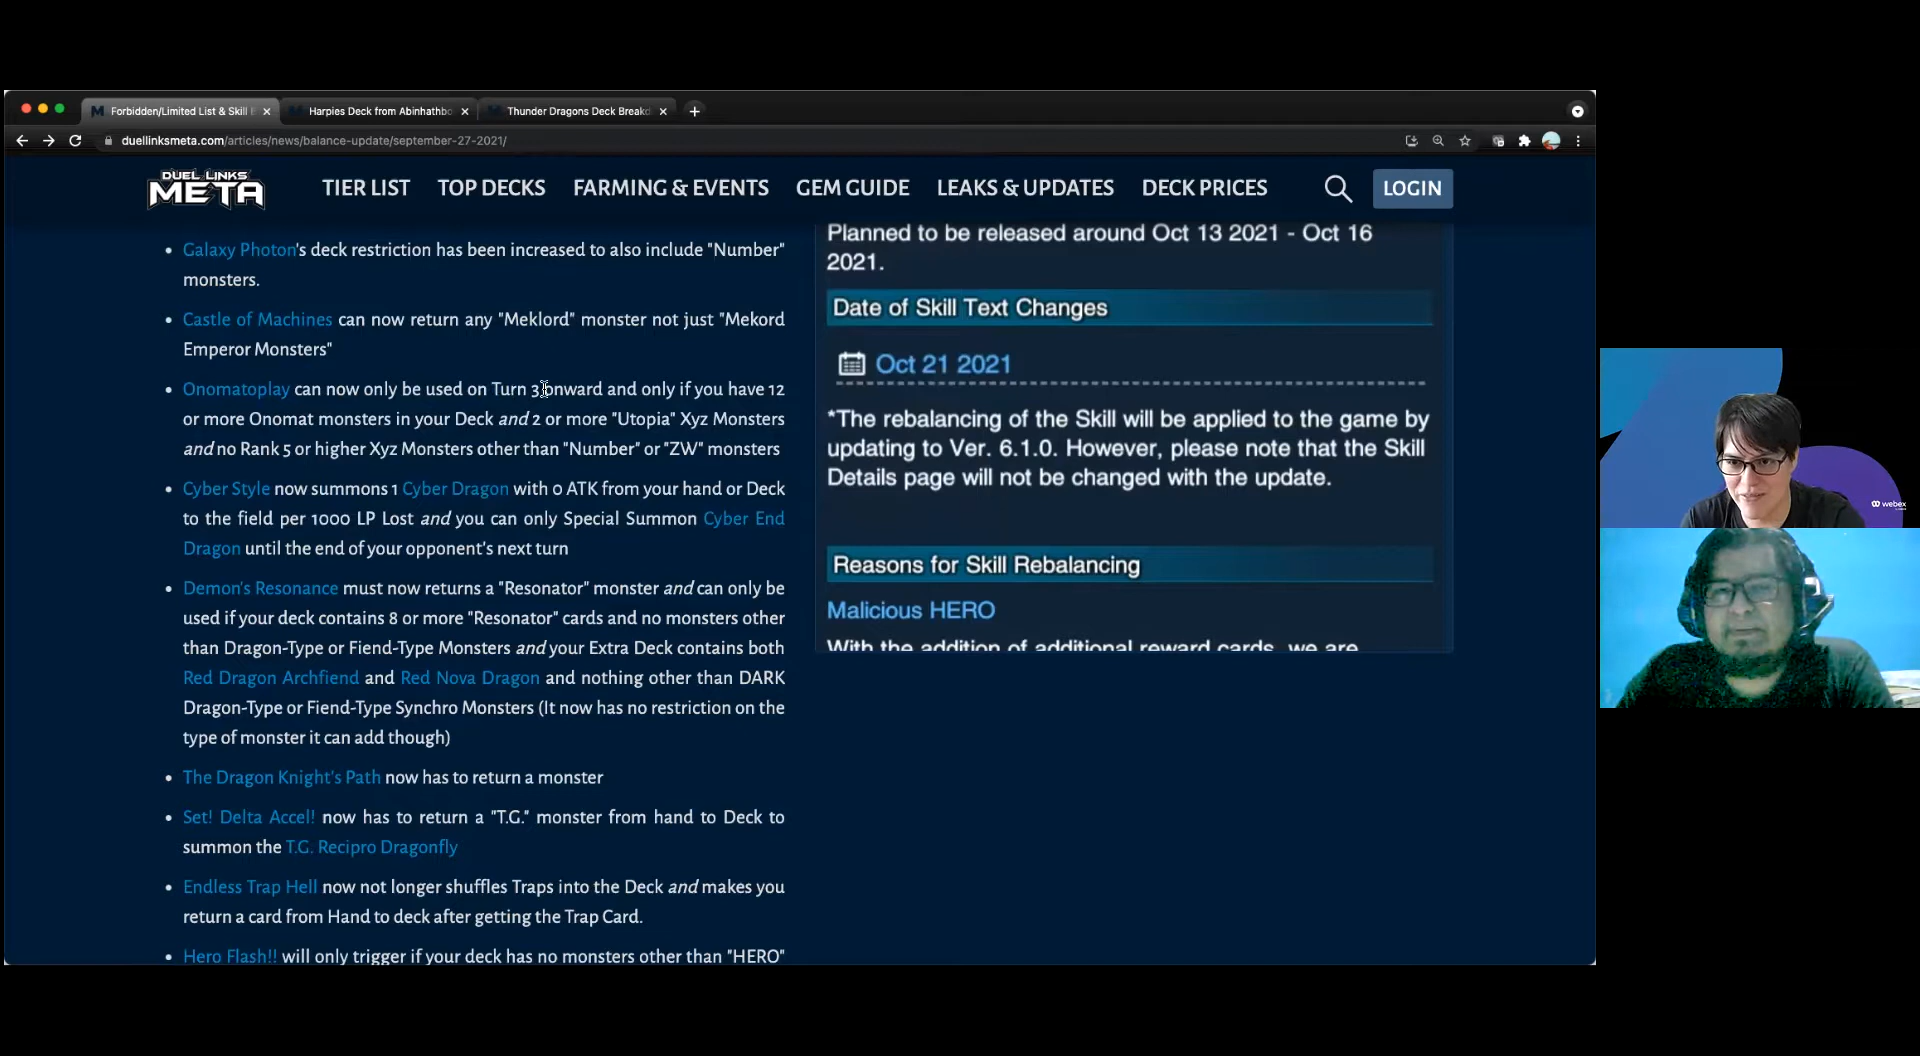 Forbidden/Limited List & Skill
Harpies Deck from Abinhathbo
Thunder Dragons Deck Breakd
duellinksmeta.com/articles/news/balance-update/september-27-2021/
DUEL LINKS
META
TIER LIST
TOP DECKS
FARMING & EVENTS
GEM GUIDE
LEAKS & UPDATES
DECK PRICES
LOGIN
Galaxy Photon's deck restriction has been increased to also include "Number"
monsters.
Castle of Machines can now return any "Meklord" monster not just "Mekord
Emperor Monsters"
Onomatoplay can now only be used on Turn 3 onward and only if you have 12
or more Onomat monsters in your Deck and 2 or more "Utopia" Xyz Monsters
and no Rank 5 or higher Xyz Monsters other than "Number" or "ZW" monsters
Cyber Style now summons 1 Cyber Dragon with 0 ATK from your hand or Deck
to the field per 1000 LP Lost and you can only Special Summon Cyber End
Dragon until the end of your opponent's next turn
Demon's Resonance must now returns a "Resonator" monster and can only be
used if your deck contains 8 or more "Resonator" cards and no monsters other
than Dragon-Type or Fiend-Type Monsters and your Extra Deck contains both
Red Dragon Archfiend and Red Nova Dragon and nothing other than DARK
Dragon-Type or Fiend-Type Synchro Monsters (It now has no restriction on the
type of monster it can add though)
The Dragon Knight's Path now has to return a monster
Set! Delta Accel! now has to return a "T.G." monster from hand to Deck to
summon the T.G. Recipro Dragonfly
Endless Trap Hell now not longer shuffles Traps into the Deck and makes you
return a card from Hand to deck after getting the Trap Card.
Hero Flash!! will only trigger if your deck has no monsters other than "HERO"
Planned to be released around Oct 13 2021 - Oct 16
2021.
Date of Skill Text Changes
Oct 21 2021
*The rebalancing of the Skill will be applied to the game by
updating to Ver. 6.1.0. However, please note that the Skill
Details page will not be changed with the update.
Reasons for Skill Rebalancing
Malicious HERO
With the addition of additional reward cards, we are
webex